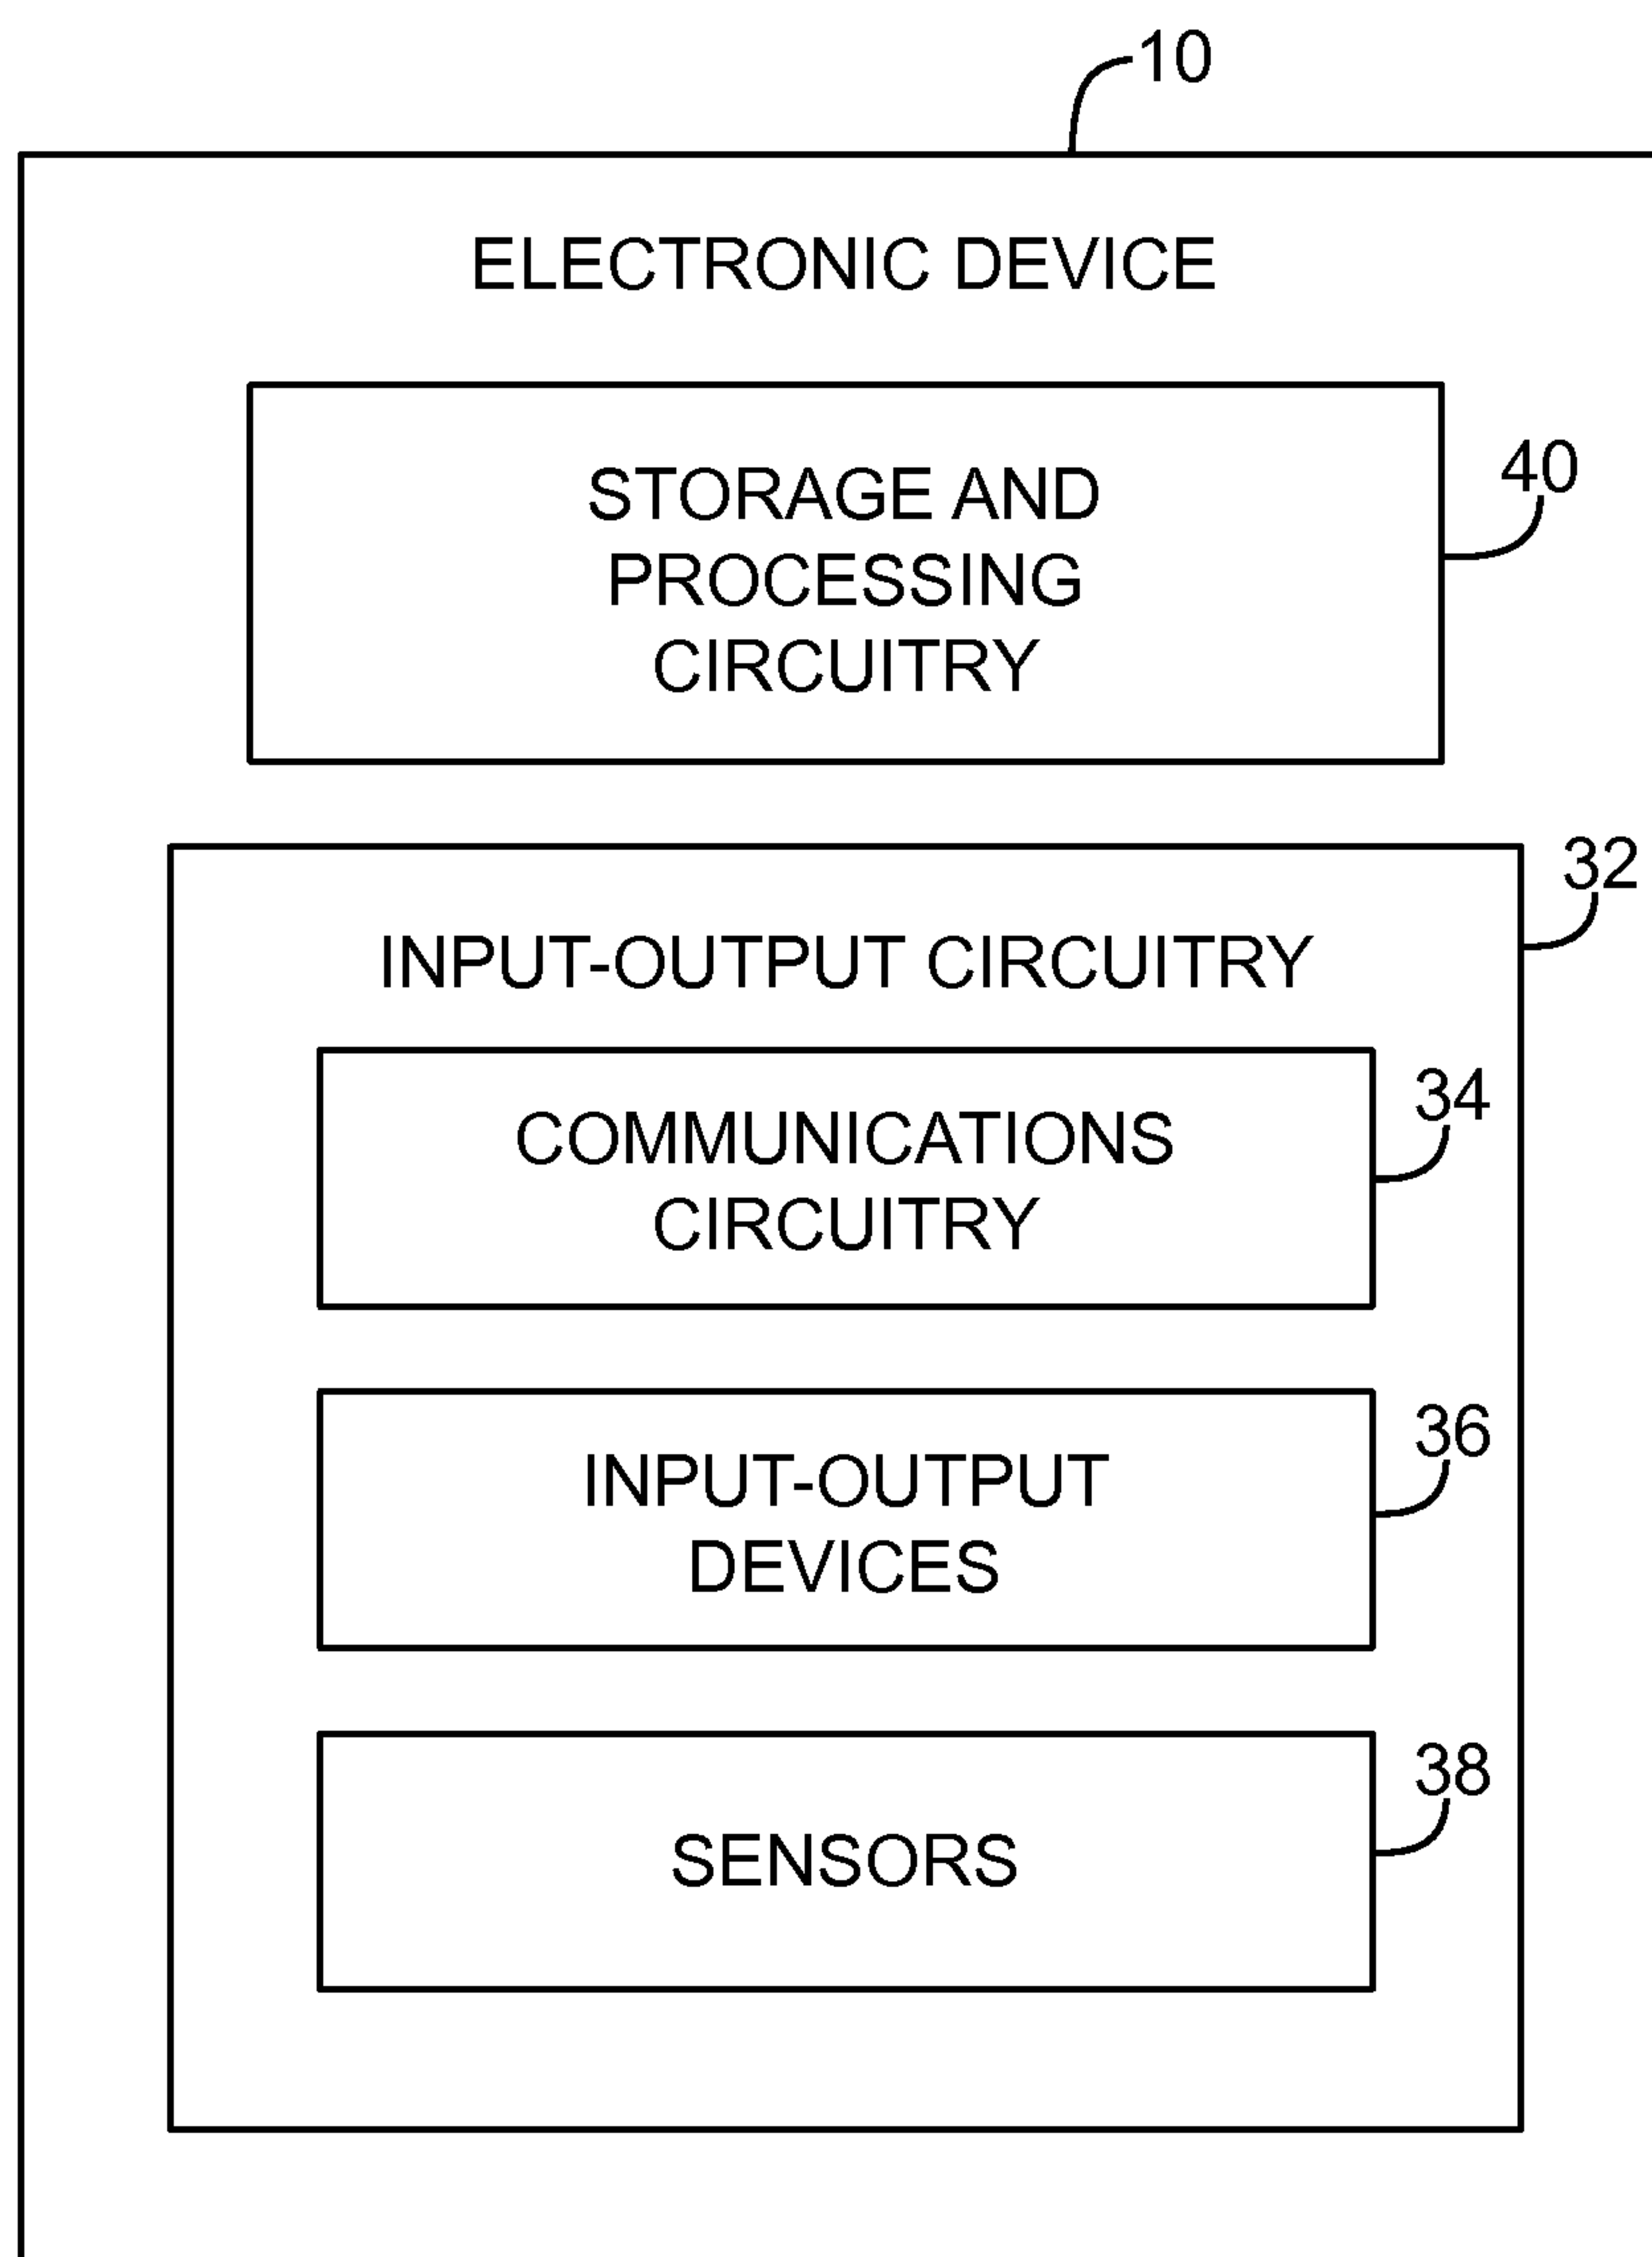 10
ELECTRONIC DEVICE
STORAGE AND
PROCESSING
CIRCUITRY
40
32
INPUT-OUTPUT CIRCUITRY
COMMUNICATIONS
CIRCUITRY
34
INPUT-OUTPUT
DEVICES
36
SENSORS
38